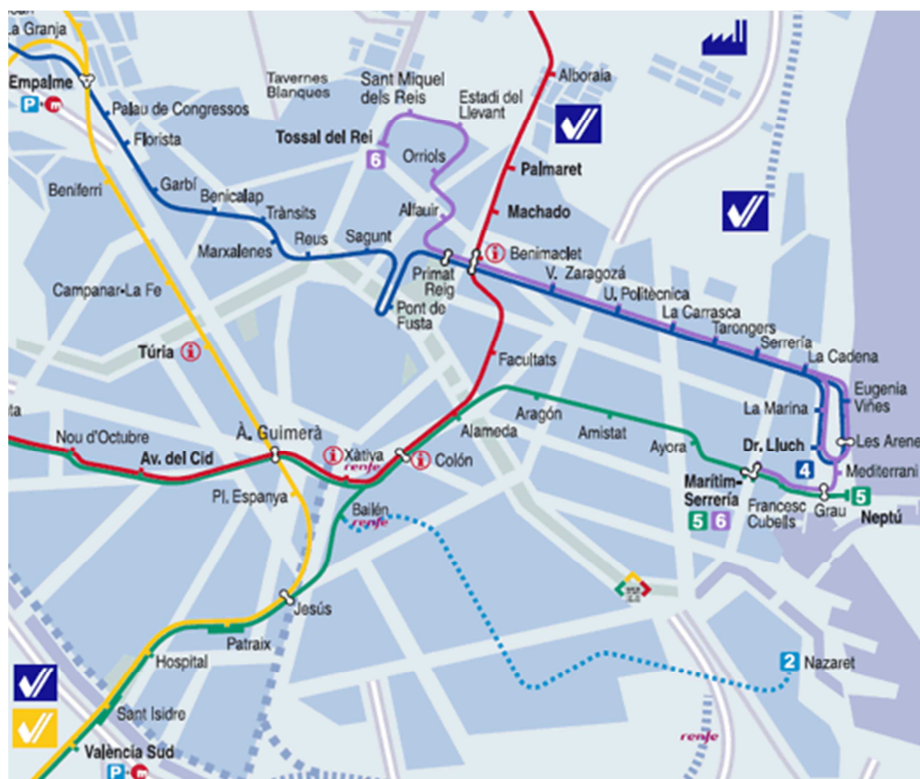 La Granja
Empalme
P m
Palau de Congressos
Florista
Beniferri
Garbí
Benicalap
Trànsits
Marxalenes
Reus
Sagunt
Tavernes
Blanques
Sant Miquel
dels Reis
Estadi del
Llevant
Tossal del Rei
6
Orriols
Alfauir
Alboraia
Palmaret
Machado
i Benimaclet
Primat
Reig
Pont de
Fusta
V. Zaragozá
U. Politècnica
La Carrasca
Tarongers
Serrería
La Cadena
Eugenia
Viñes
La Marina
Les Arene
Dr. Lluch
4
Mediterrani
Campanar-La Fe
Túria i
Facultats
Aragón
Alameda
Amistat
Ayora
Marítim-
Serrería
5 6
Francesc
Cubells
Grau
5
Neptú
ta
Nou d'Octubre
Av. del Cid
À. Guimerà
i Xàtiva
renfe
i Colón
Pl. Espanya
Bailén
renfe
Jesús
Patraix
Hospital
Sant Isidre
València Sud
P m
2 Nazaret
renfe